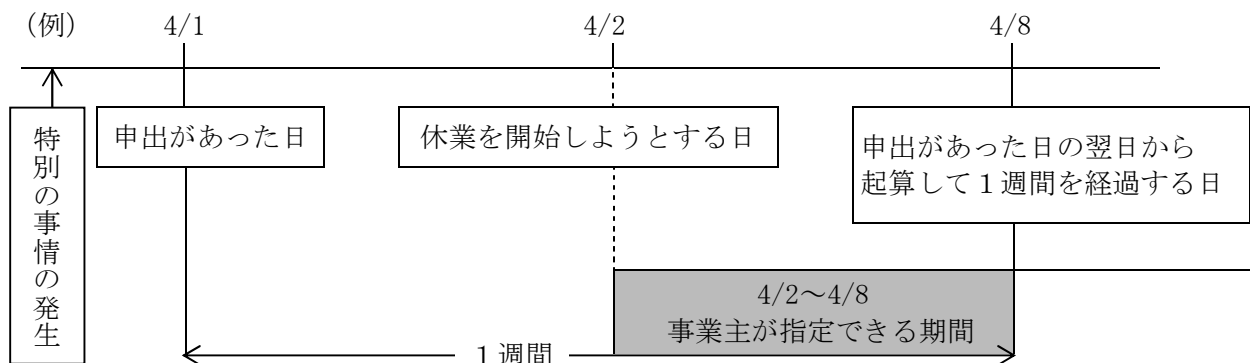 (例)
4/1
4/2
4/8
特別の事情の発生
申出があった日
休業を開始しようとする日
申出があった日の翌日から
起算して１週間を経過する日
4/2～4/8
事業主が指定できる期間
１週間